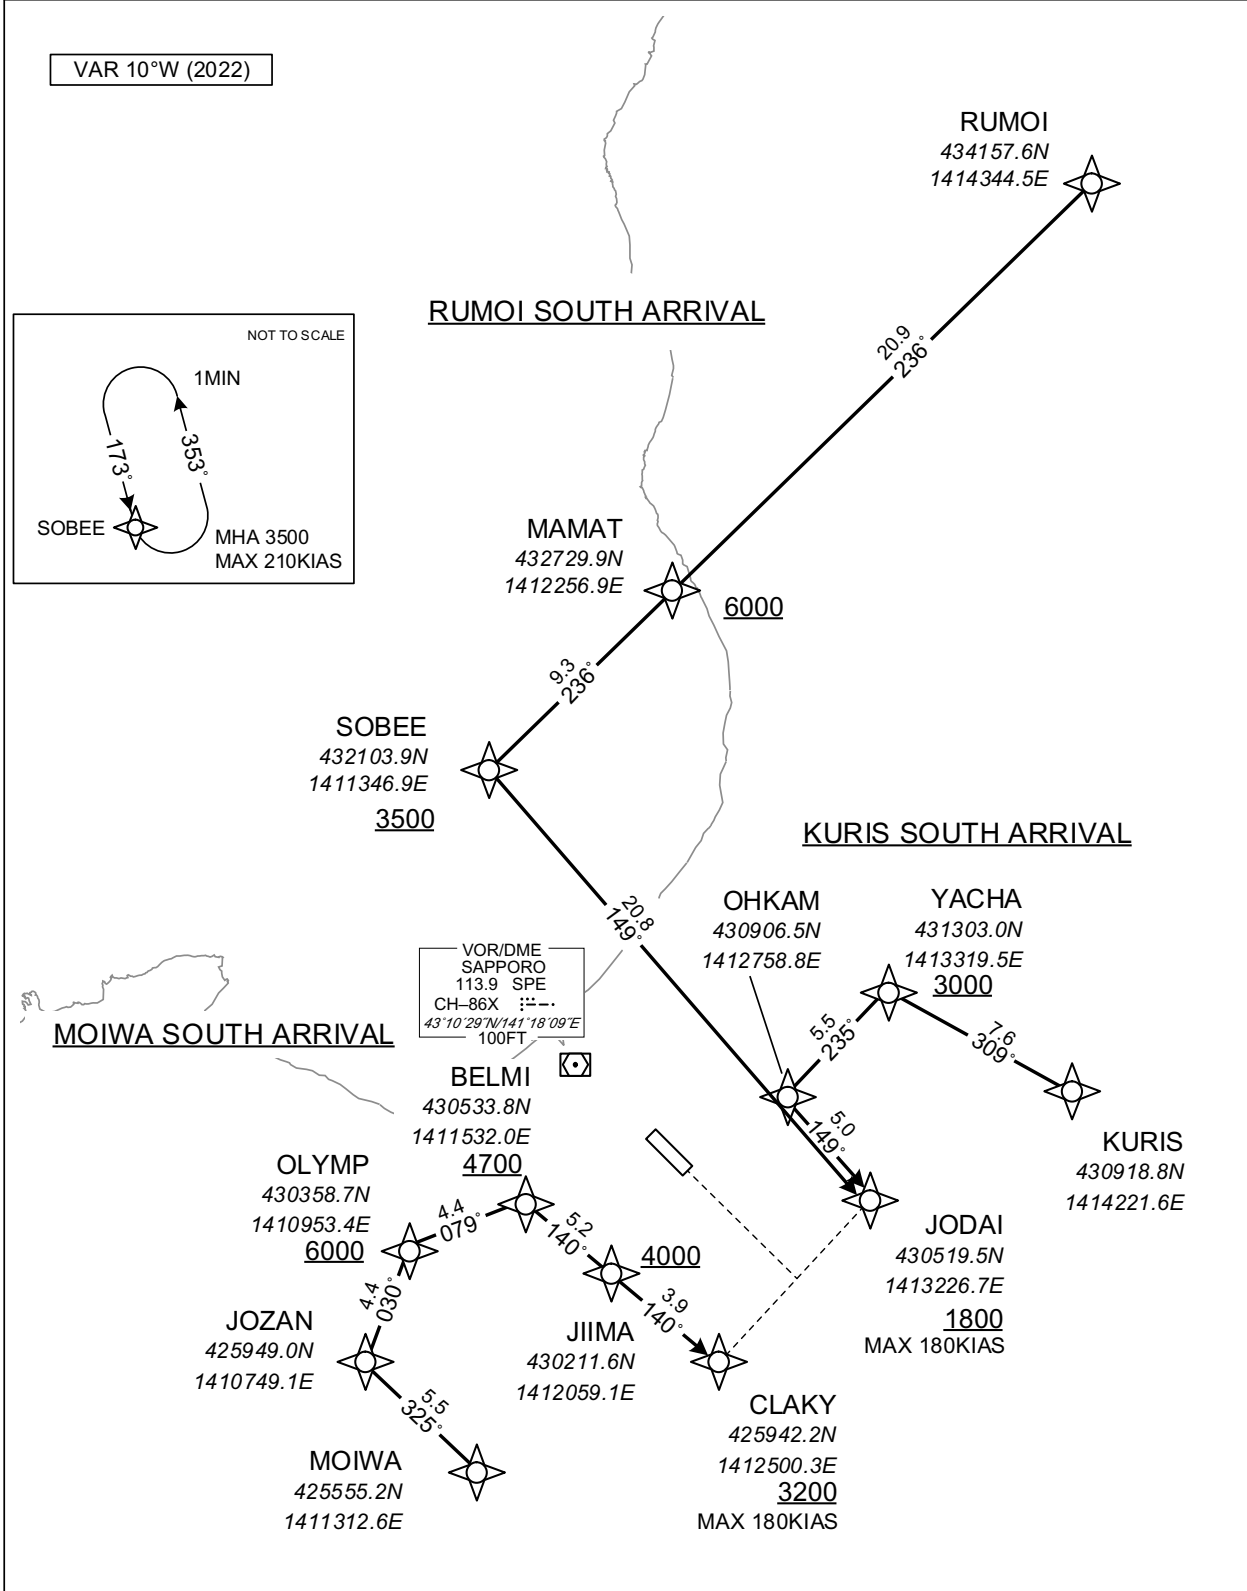 VAR 10°W (2022)
RUMOI
434157.6N
1414344.5E
RUMOI SOUTH ARRIVAL
20.9
236°
NOT TO SCALE
1MIN
173°
353°
SOBEE
MHA 3500
MAX 210KIAS
MAMAT
432729.9N
1412256.9E
6000
9.3
236°
SOBEE
432103.9N
1411346.9E
3500
KURIS SOUTH ARRIVAL
20.8
149°
OHKAM
430906.5N
1412758.8E
YACHA
431303.0N
1413319.5E
3000
VOR/DME
SAPPORO
113.9 SPE
CH–86X
43°10′29″N/141°18′09″E
100FT
MOIWA SOUTH ARRIVAL
5.5
235°
7.6
309°
BELMI
430533.8N
1411532.0E
4700
5.0
149°
KURIS
430918.8N
1414221.6E
OLYMP
430358.7N
1410953.4E
6000
4.4
079°
5.2
140°
4000
JODAI
430519.5N
1413226.7E
1800
MAX 180KIAS
4.4
030°
3.9
140°
JOZAN
425949.0N
1410749.1E
JIIMA
430211.6N
1412059.1E
5.5
325°
CLAKY
425942.2N
1412500.3E
3200
MAX 180KIAS
MOIWA
425555.2N
1411312.6E